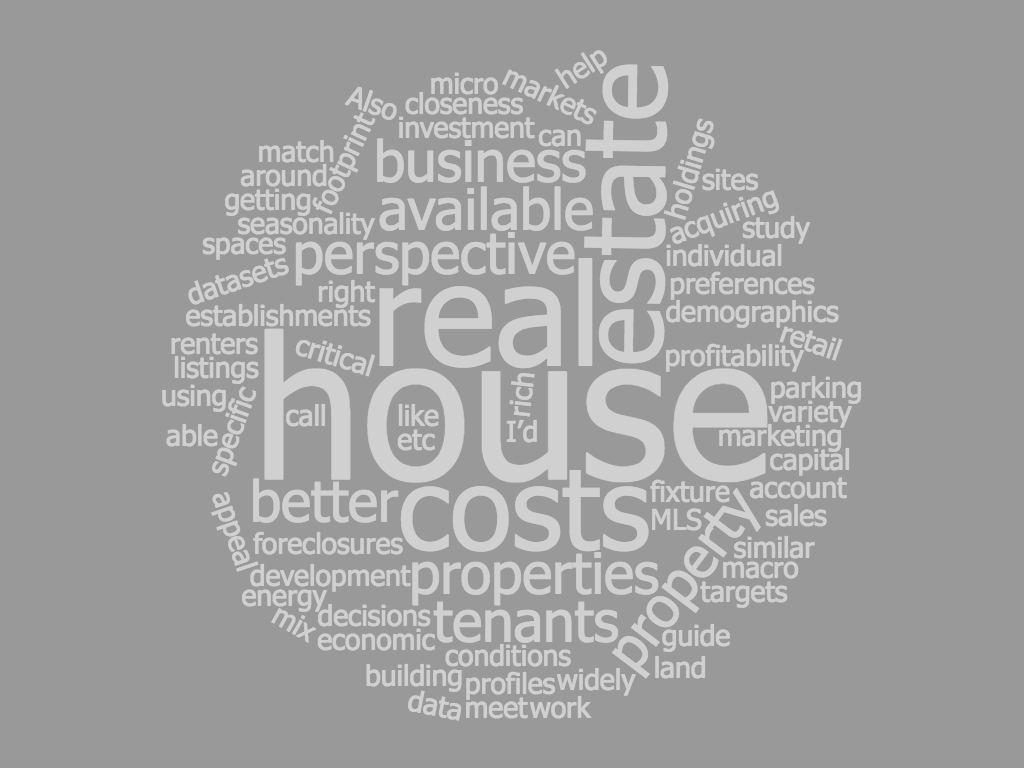 help
micro
markets
Also
closeness
estate
investment
can
footprint
holdings
match
business
around
sites
getting
available
acquiring
seasonality
study
spaces
perspective
individual
datasets
right
real
preferences
establishments
demographics
renters
critical
retail
listings
house
profitability
using
rich
parking
specific
call
like
variety
able
etc
I'd
marketing
capital
better
costs
fixture
account
appeal
MLS
property
sales
foreclosures
similar
development
properties
macro
energy
targets
mix
decisions
tenants
economic
guide
conditions
building
profiles
widely
land
data
meet
work